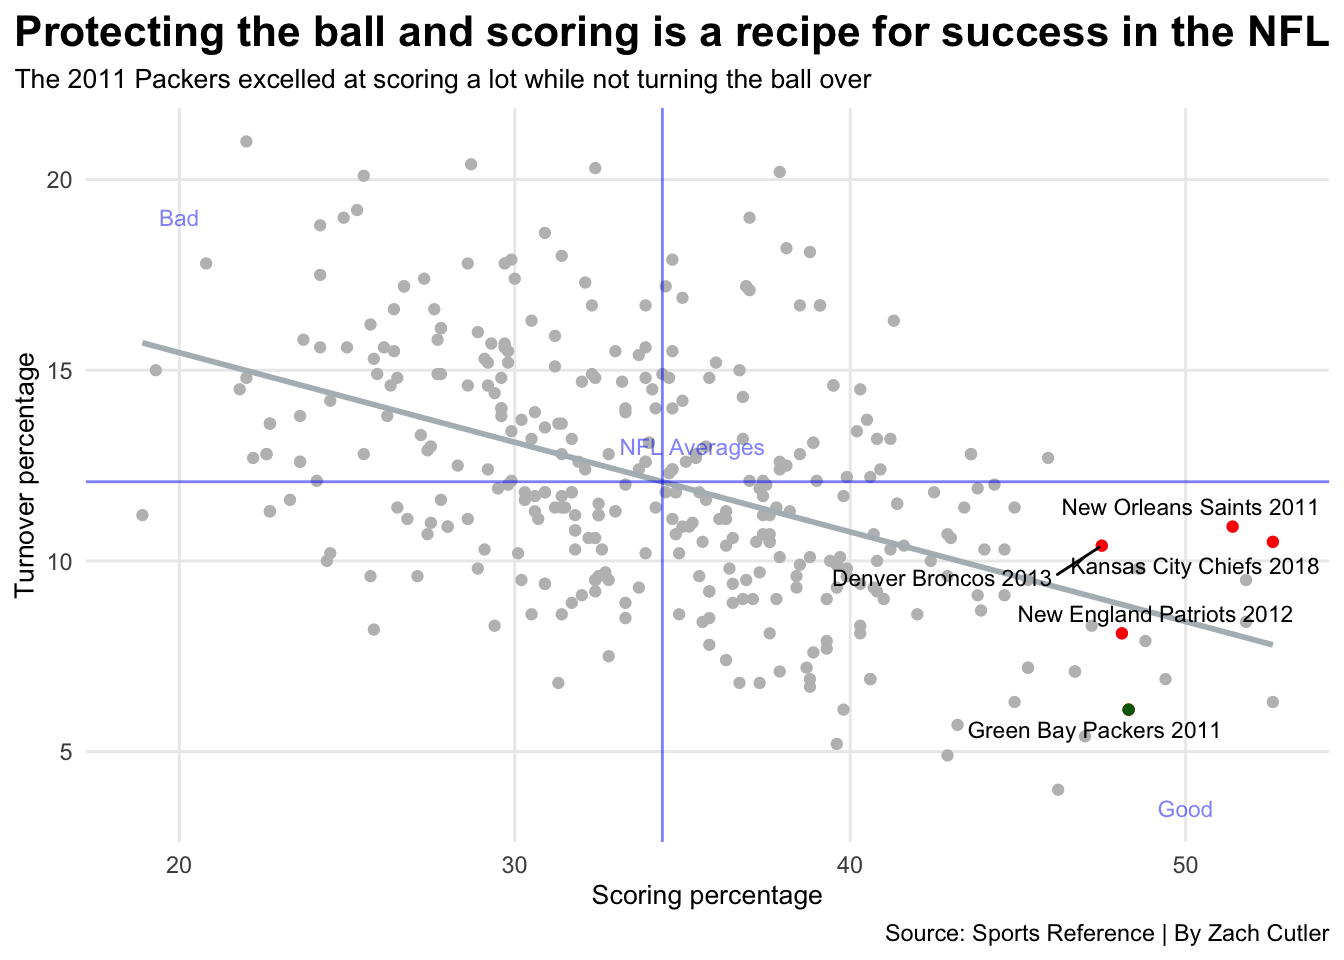 Protecting the ball and scoring is a recipe for success in the NFL
The 2011 Packers excelled at scoring a lot while not turning the ball over
Turnover percentage
20
15
10
5
Bad
NFL Averages
New Orleans Saints 2011
Kansas City Chiefs 2018
Denver Broncos 2013
New England Patriots 2012
Green Bay Packers 2011
Good
20
30
40
50
Scoring percentage
Source: Sports Reference | By Zach Cutler